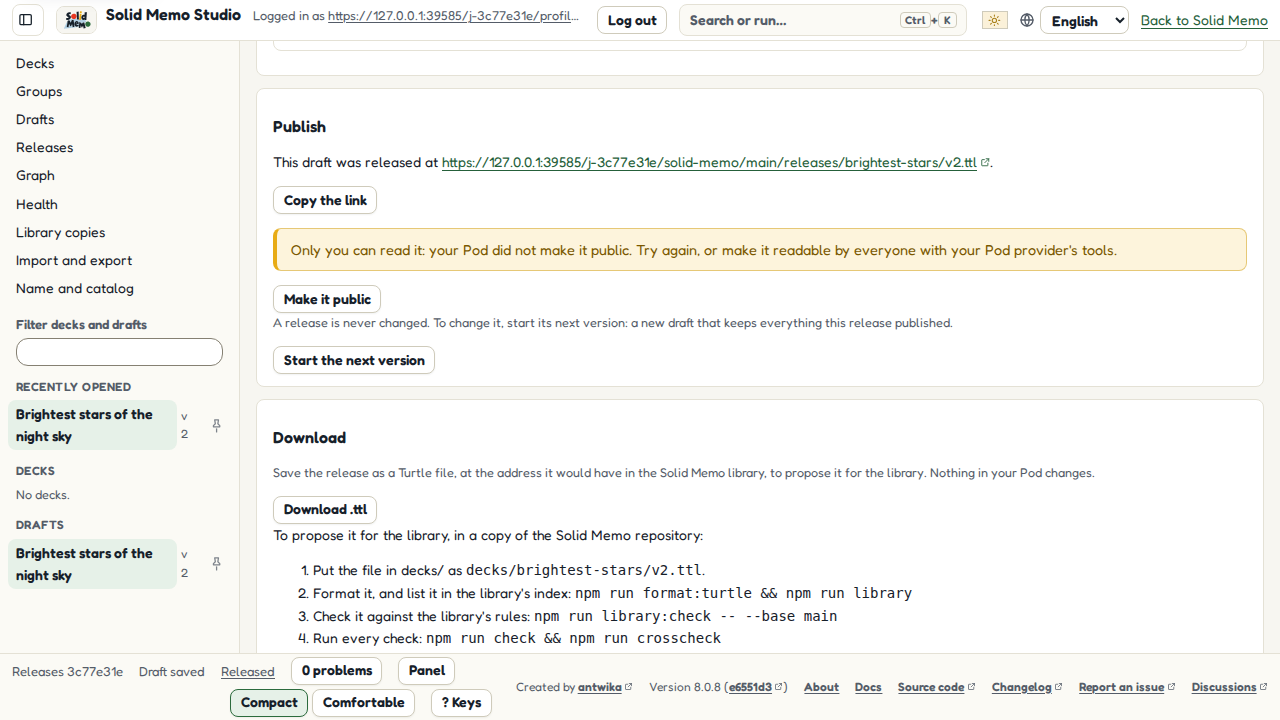 Solid Memo Studio
Logged in as https://127.0.0.1:39585/j-3c77e31e/profil...
Log out
Search or run... Ctrl+K
English
Back to Solid Memo
Decks
Groups
Drafts
Releases
Graph
Health
Library copies
Import and export
Name and catalog
Filter decks and drafts
RECENTLY OPENED
Brightest stars of the
night sky
v
2
DECKS
No decks.
DRAFTS
Brightest stars of the
night sky
v
2
Publish
This draft was released at https://127.0.0.1:39585/j-3c77e31e/solid-memo/main/releases/brightest-stars/v2.ttl.
Copy the link
Only you can read it: your Pod did not make it public. Try again, or make it readable by everyone with your Pod provider's tools.
Make it public
A release is never changed. To change it, start its next version: a new draft that keeps everything this release published.
Start the next version
Download
Save the release as a Turtle file, at the address it would have in the Solid Memo library, to propose it for the library. Nothing in your Pod changes.
Download .ttl
To propose it for the library, in a copy of the Solid Memo repository:
1. Put the file in decks/ as decks/brightest-stars/v2.ttl.
2. Format it, and list it in the library's index: npm run format:turtle && npm run library
3. Check it against the library's rules: npm run library:check -- --base main
4. Run every check: npm run check && npm run crosscheck
Releases 3c77e31e
Draft saved
Released
0 problems
Panel
Compact
Comfortable
? Keys
Created by antwika
Version 8.0.8 (e6551d3)
About
Docs
Source code
Changelog
Report an issue
Discussions